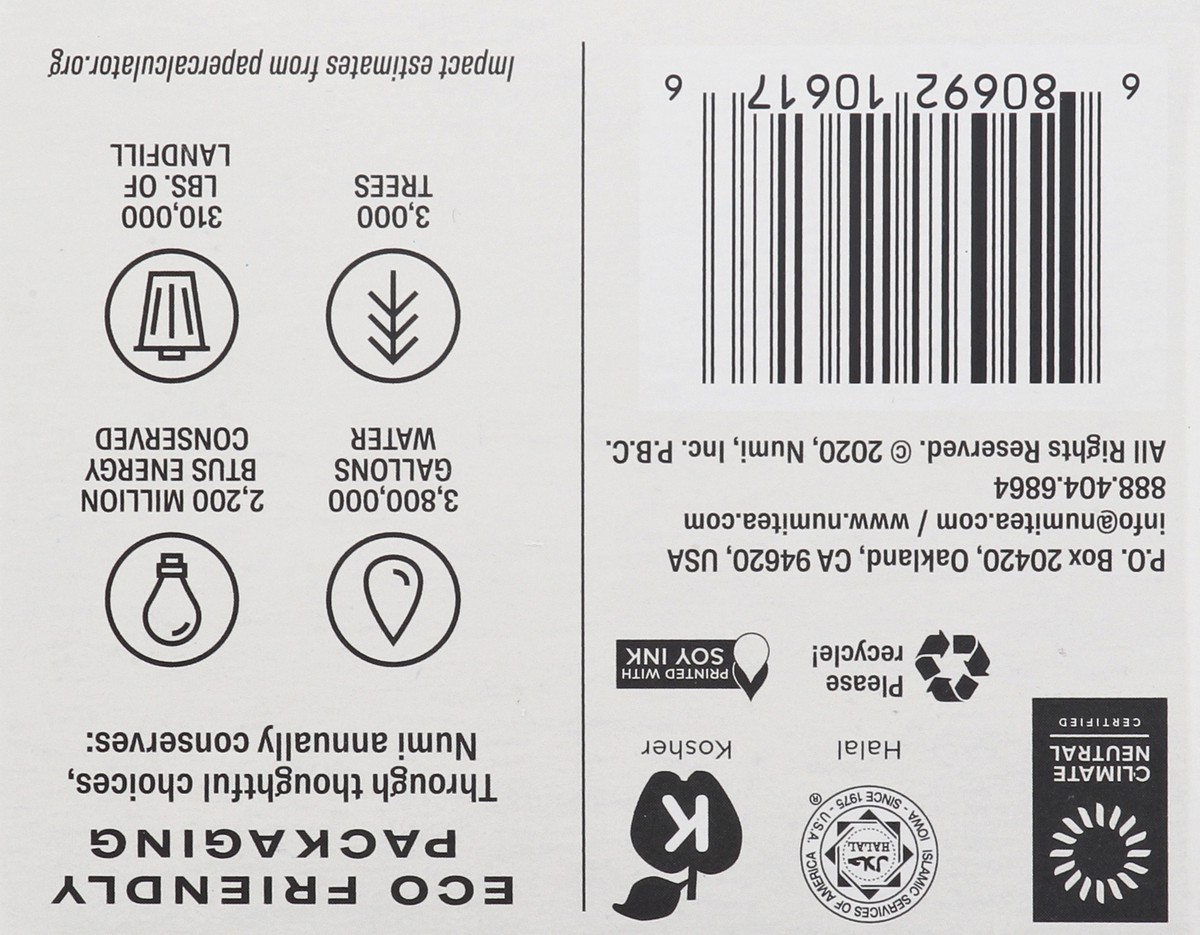 ECO FRIENDLY
PACKAGING
Through thoughtful choices,
Numi annually conserves:
3,800,000
GALLONS
WATER
2,200 MILLION
BTUS ENERGY
CONSERVED
3,000
TREES
310,000
LBS. OF
LANDFILL
Impact estimates from papercalculator.org
CLIMATE
NEUTRAL
CERTIFIED
ISLAMIC SERVICES OF AMERICA
IOWA - SINCE 1975 - U.S.A.
HALAL
®
Halal
K
Kosher
Please
recycle!
PRINTED WITH
SOY INK
P.O. Box 20420, Oakland, CA 94620, USA
info@numitea.com / www.numitea.com
888.404.6864
All Rights Reserved. © 2020, Numi, Inc. P.B.C.
6 80692 10617 6